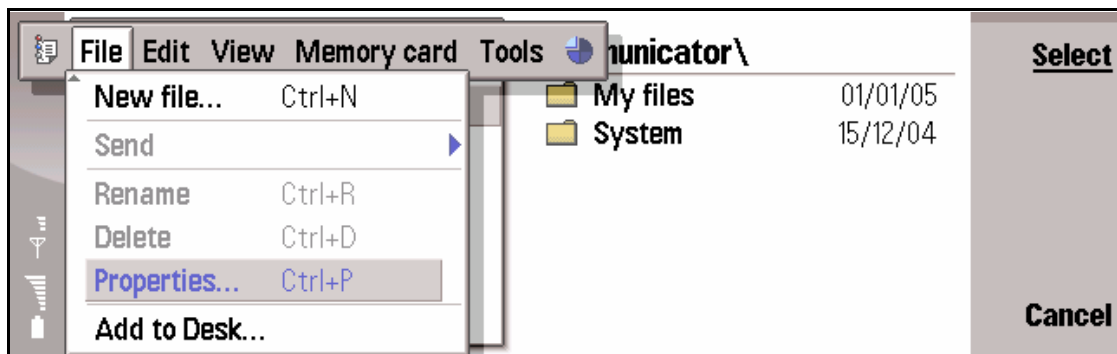 File Edit View Memory card Tools
municator\
Select
New file... Ctrl+N
My files 01/01/05
Send
System 15/12/04
Rename Ctrl+R
Delete Ctrl+D
Properties... Ctrl+P
Add to Desk...
Cancel